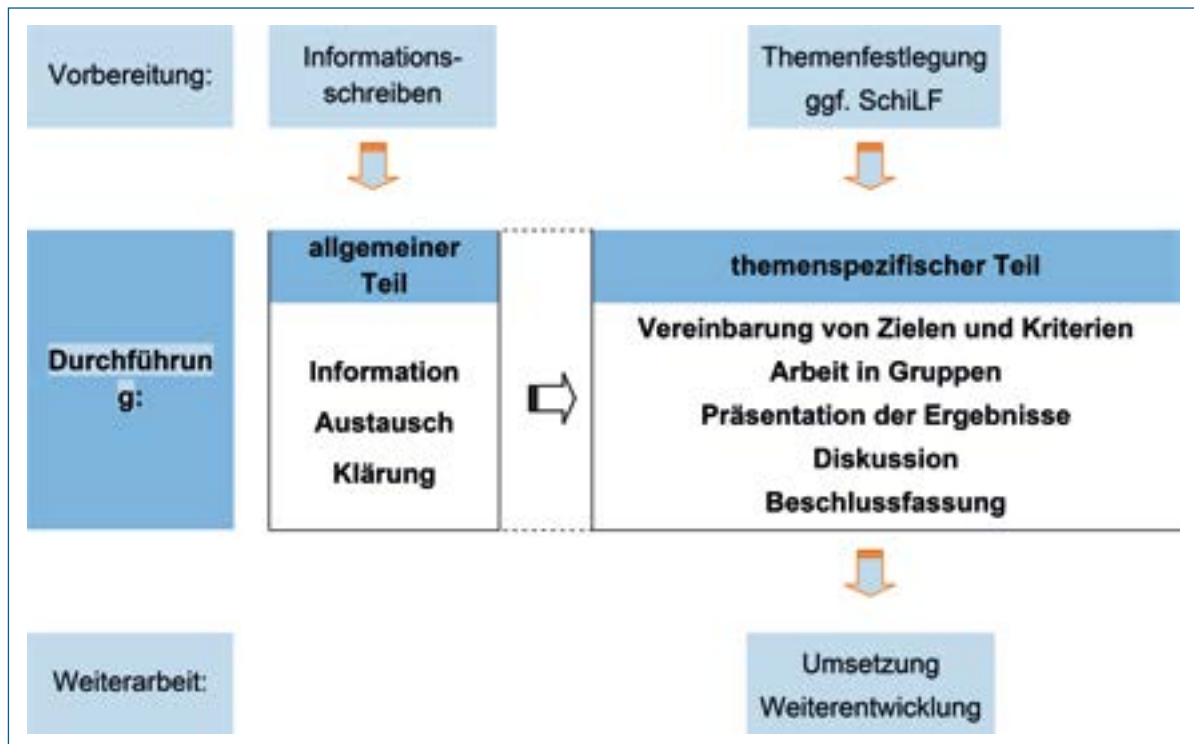 Vorbereitung:
Informations-
schreiben
Themenfestlegung
ggf. SchiLF
Durchführun
g:
allgemeiner
Teil
Information
Austausch
Klärung
themenspezifischer Teil
Vereinbarung von Zielen und Kriterien
Arbeit in Gruppen
Präsentation der Ergebnisse
Diskussion
Beschlussfassung
Weiterarbeit:
Umsetzung
Weiterentwicklung